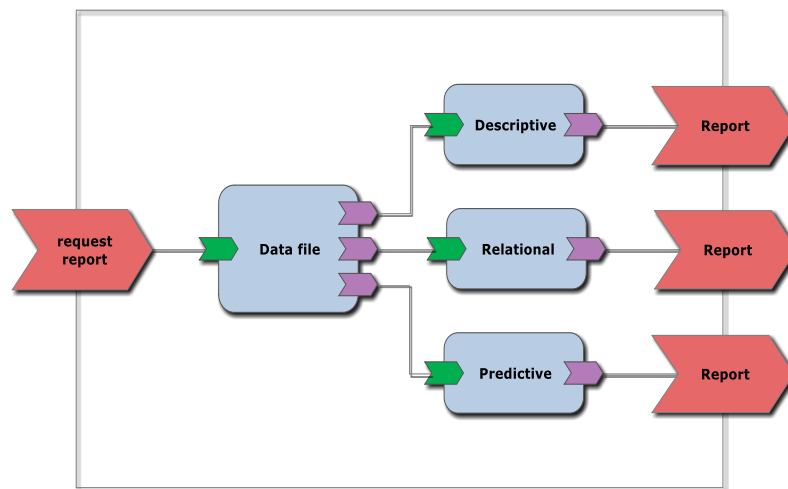 request
report
Data file
Descriptive
Report
Relational
Report
Predictive
Report